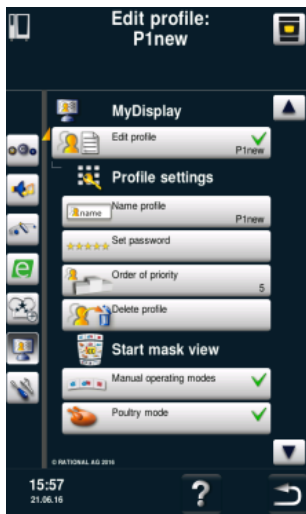 Edit profile:
P1new
MyDisplay
Edit profile
P1new
Profile settings
name
Name profile
P1new
Set password
Order of priority
5
Delete profile
Start mask view
Manual operating modes
Poultry mode
© RATIONAL AG 2016
15:57
21.06.16
?